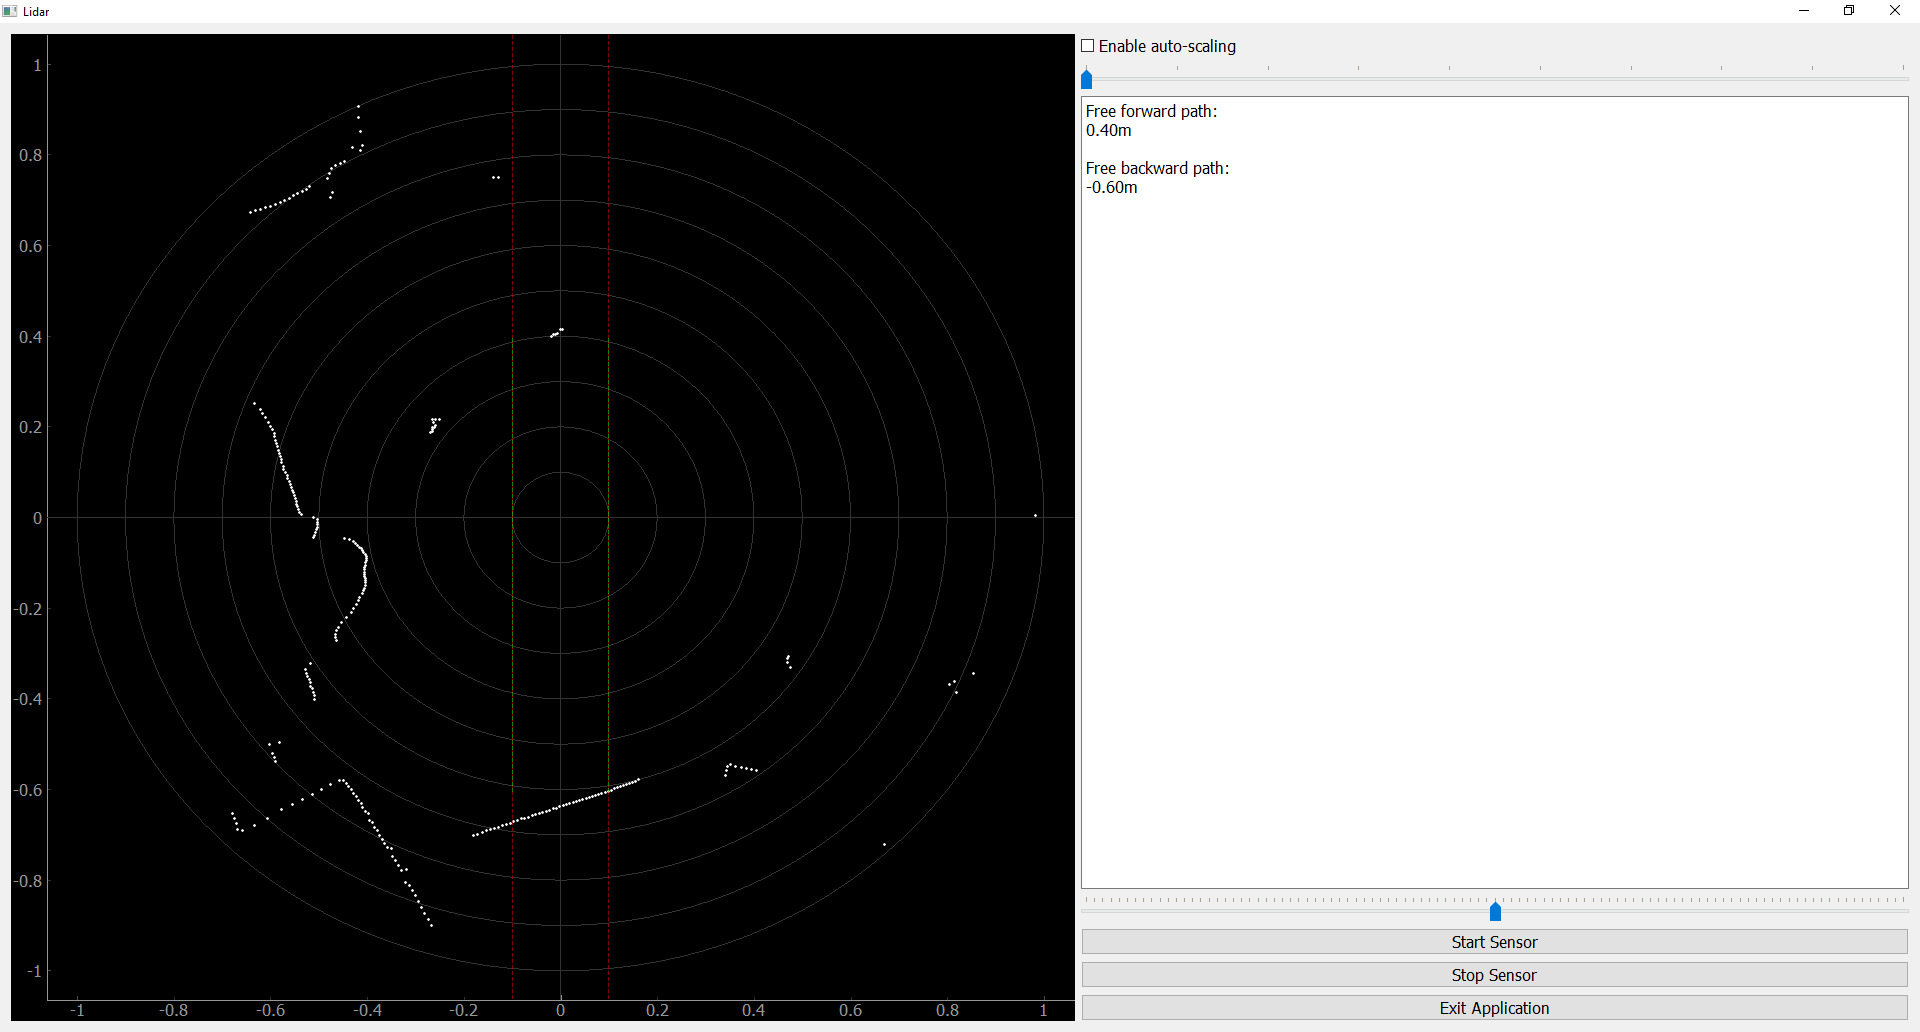 Lidar
Enable auto-scaling
Free forward path:
0.40m
Free backward path:
-0.60m
Start Sensor
Stop Sensor
Exit Application
1
0.8
0.6
0.4
0.2
0
-0.2
-0.4
-0.6
-0.8
-1
-1 -0.8 -0.6 -0.4 -0.2 0 0.2 0.4 0.6 0.8 1